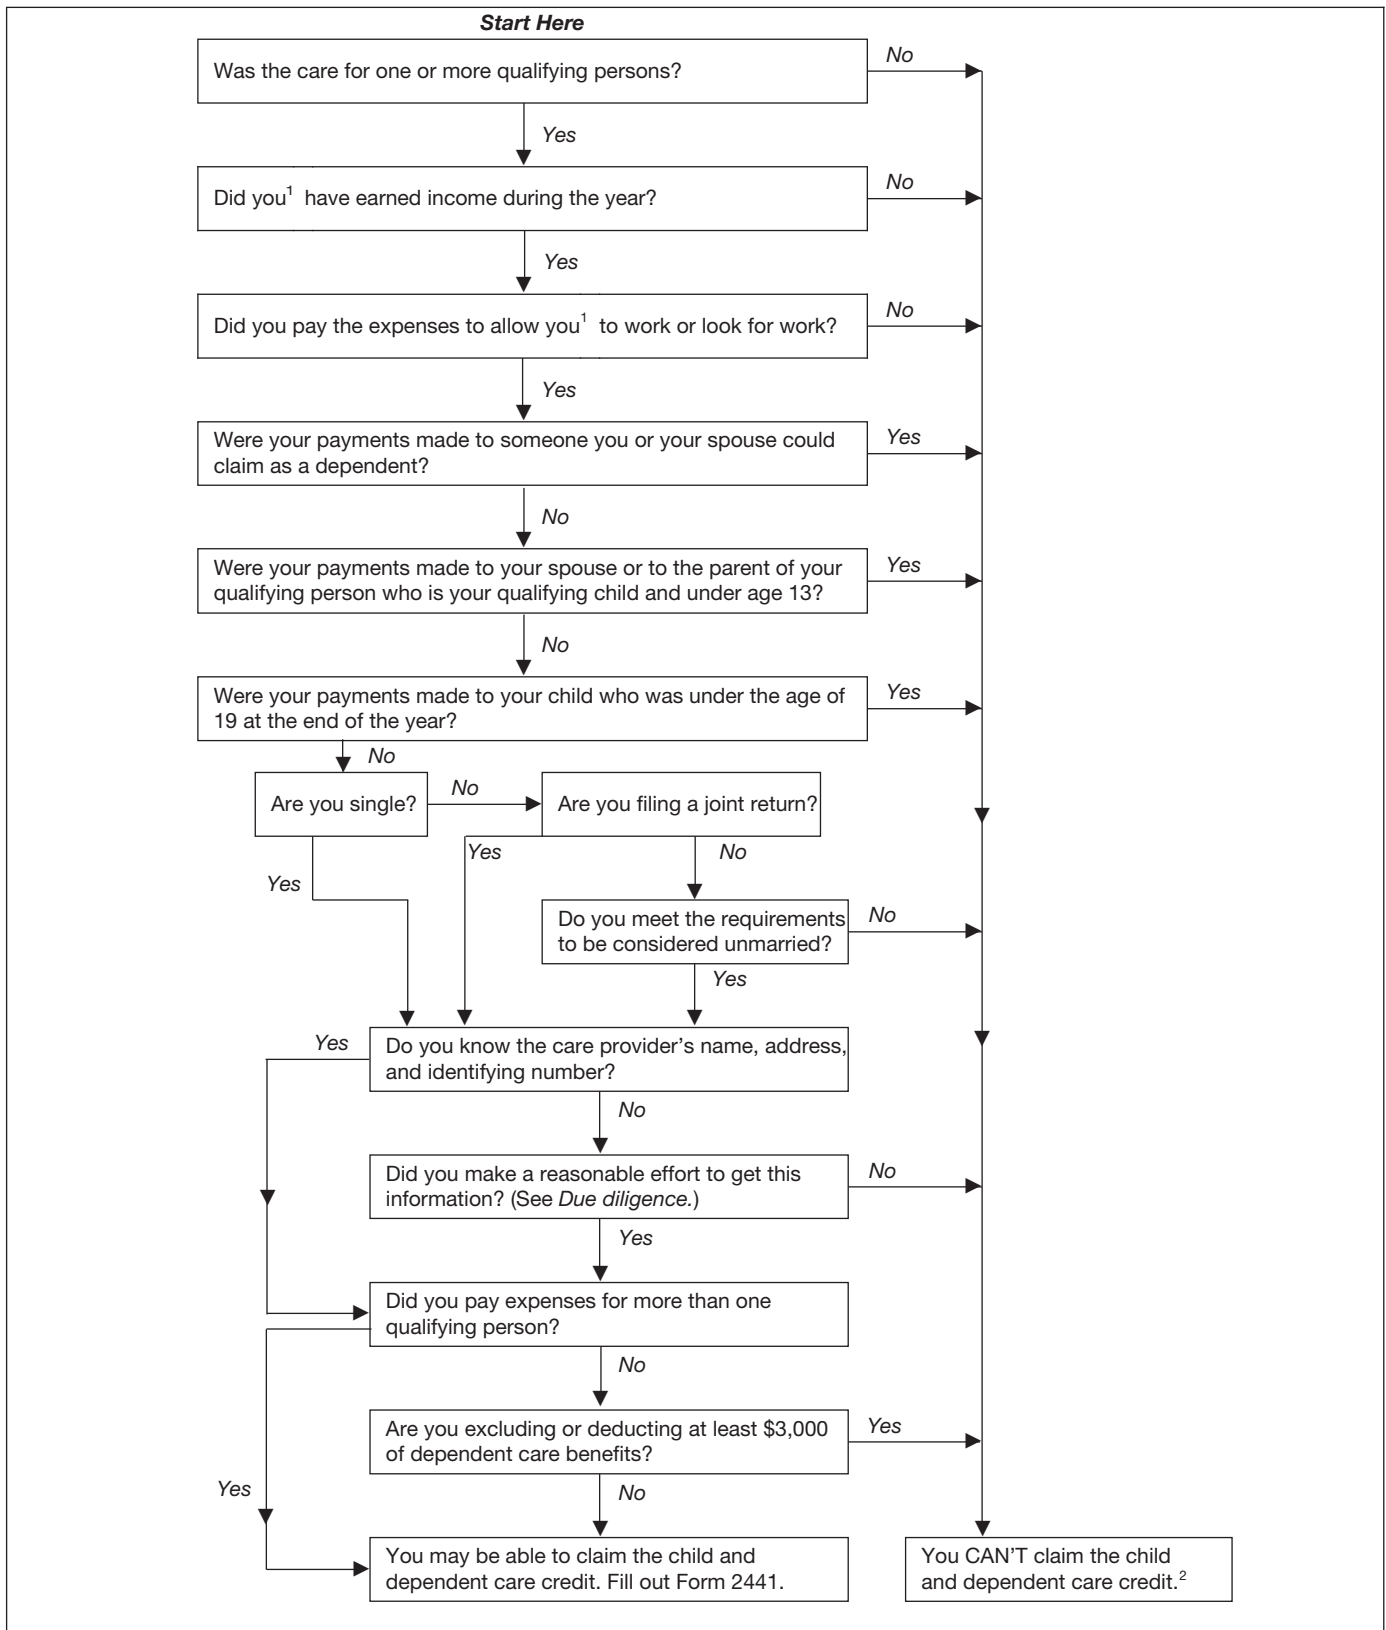 Start Here
Was the care for one or more qualifying persons?
No
Yes
Did you¹ have earned income during the year?
No
Yes
Did you pay the expenses to allow you¹ to work or look for work?
No
Yes
Were your payments made to someone you or your spouse could
claim as a dependent?
Yes
No
Were your payments made to your spouse or to the parent of your
qualifying person who is your qualifying child and under age 13?
Yes
No
Were your payments made to your child who was under the age of
19 at the end of the year?
Yes
No
Are you single?
No
Are you filing a joint return?
Yes
Yes
No
Do you meet the requirements
to be considered unmarried?
No
Yes
Do you know the care provider’s name, address,
and identifying number?
Yes
No
Did you make a reasonable effort to get this
information? (See Due diligence.)
No
Yes
Did you pay expenses for more than one
qualifying person?
No
Are you excluding or deducting at least $3,000
of dependent care benefits?
Yes
Yes
No
You may be able to claim the child and
dependent care credit. Fill out Form 2441.
You CAN’T claim the child
and dependent care credit.²